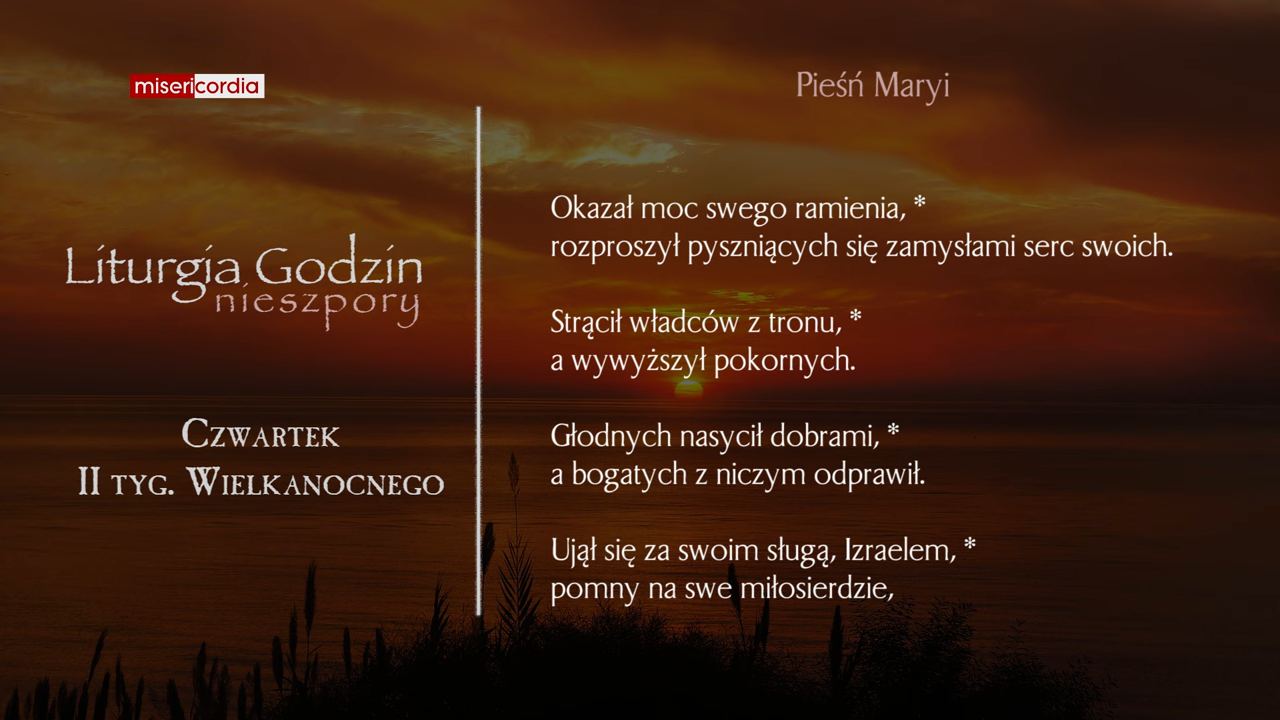 misericordia
Liturgia Godzin
nieszpory
Czwartek
II tyg. Wielkanocnego
Pieśń Maryi
Okazał moc swego ramienia, *
rozproszył pyszniących się zamysłami serc swoich.
Strącił władców z tronu, *
a wywyższył pokornych.
Głodnych nasycił dobrami, *
a bogatych z niczym odprawił.
Ujął się za swoim sługą, Izraelem, *
pomny na swe miłosierdzie,